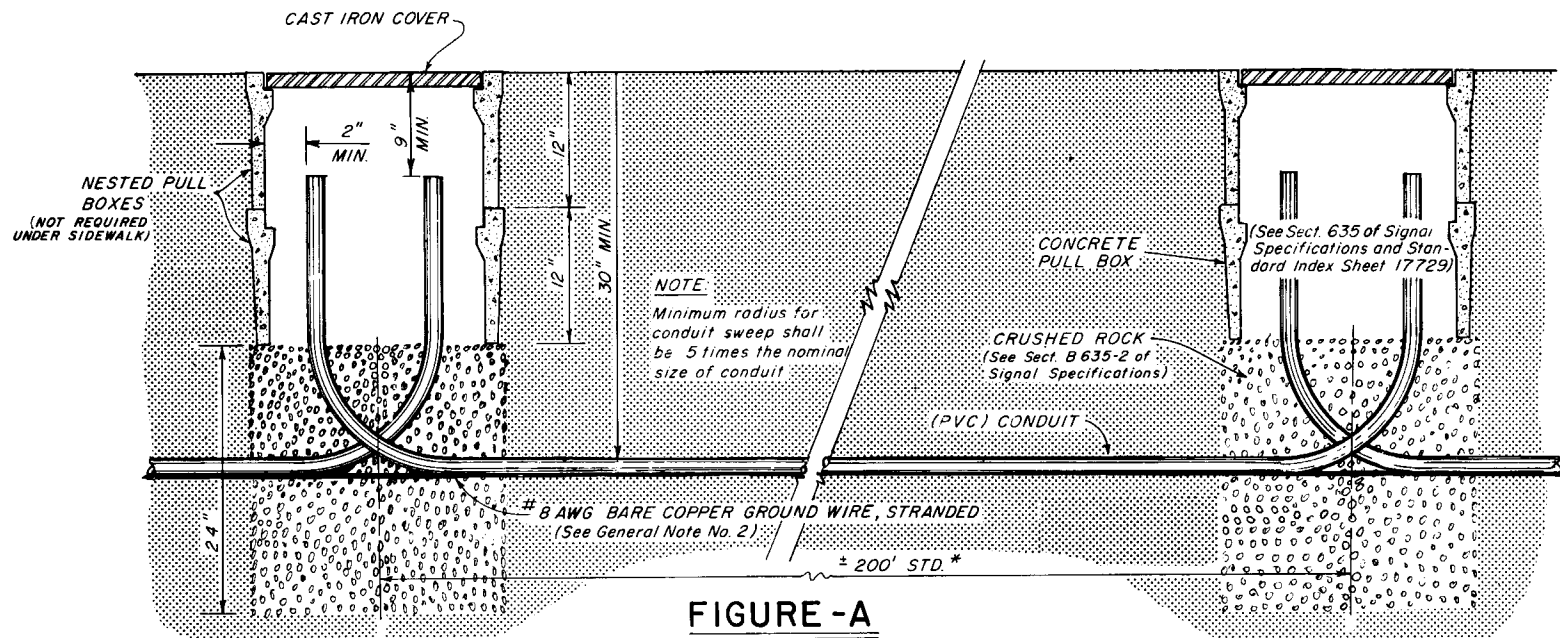 CAST IRON COVER
2"
MIN.
9"
MIN.
12"
12"
30" MIN.
NESTED PULL
BOXES
(NOT REQUIRED
UNDER SIDEWALK)
NOTE:
Minimum radius for
conduit sweep shall
be 5 times the nominal
size of conduit
CONCRETE
PULL BOX
(See Sect. 635 of Signal
Specifications and Stan-
dard Index Sheet 17729)
CRUSHED ROCK
(See Sect. B 635-2 of
Signal Specifications)
(PVC) CONDUIT
24"
# 8 AWG BARE COPPER GROUND WIRE, STRANDED
(See General Note No. 2)
± 200' STD.*
FIGURE-A